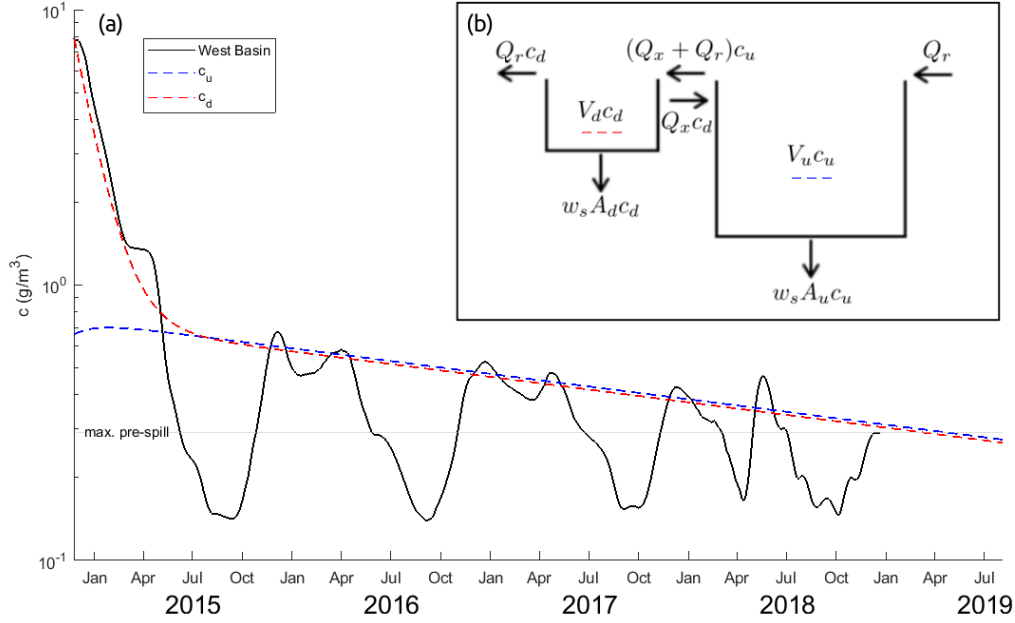 (a)
West Basin
c_u
c_d
10^1
10^0
10^-1
c (g/m^3)
max. pre-spill
Jan Apr Jul Oct Jan Apr Jul Oct Jan Apr Jul Oct Jan Apr Jul Oct Jan Apr Jul
2015 2016 2017 2018 2019
(b)
Q_r c_d
(Q_x + Q_r)c_u
Q_r
V_d c_d
Q_x c_d
V_u c_u
w_s A_d c_d
w_s A_u c_u